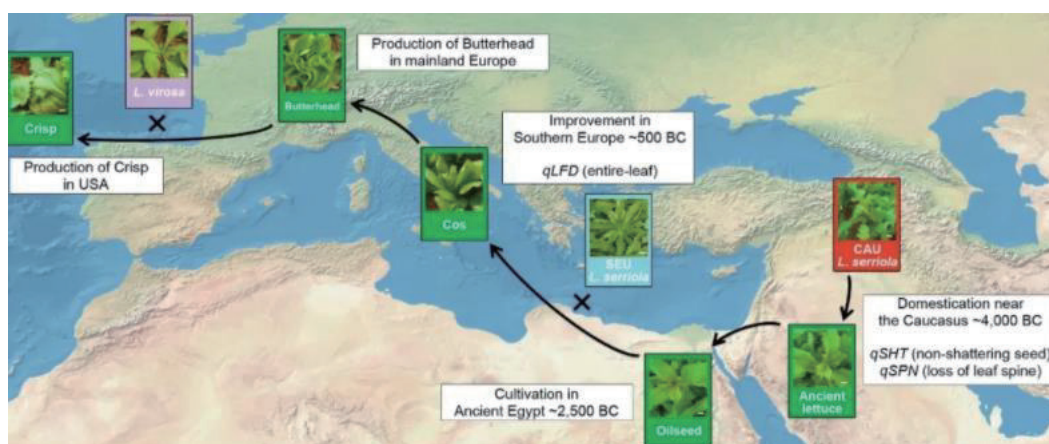 L. virosa
Crisp
Production of Crisp
in USA
Butterhead
Production of Butterhead
in mainland Europe
Cos
Improvement in
Southern Europe ~500 BC
qLFD (entire-leaf)
SEU
L. serriola
CAU
L. serriola
Domestication near
the Caucasus ~4,000 BC
qSHT (non-shattering seed)
qSPN (loss of leaf spine)
Ancient
lettuce
Cultivation in
Ancient Egypt ~2,500 BC
Oilseed